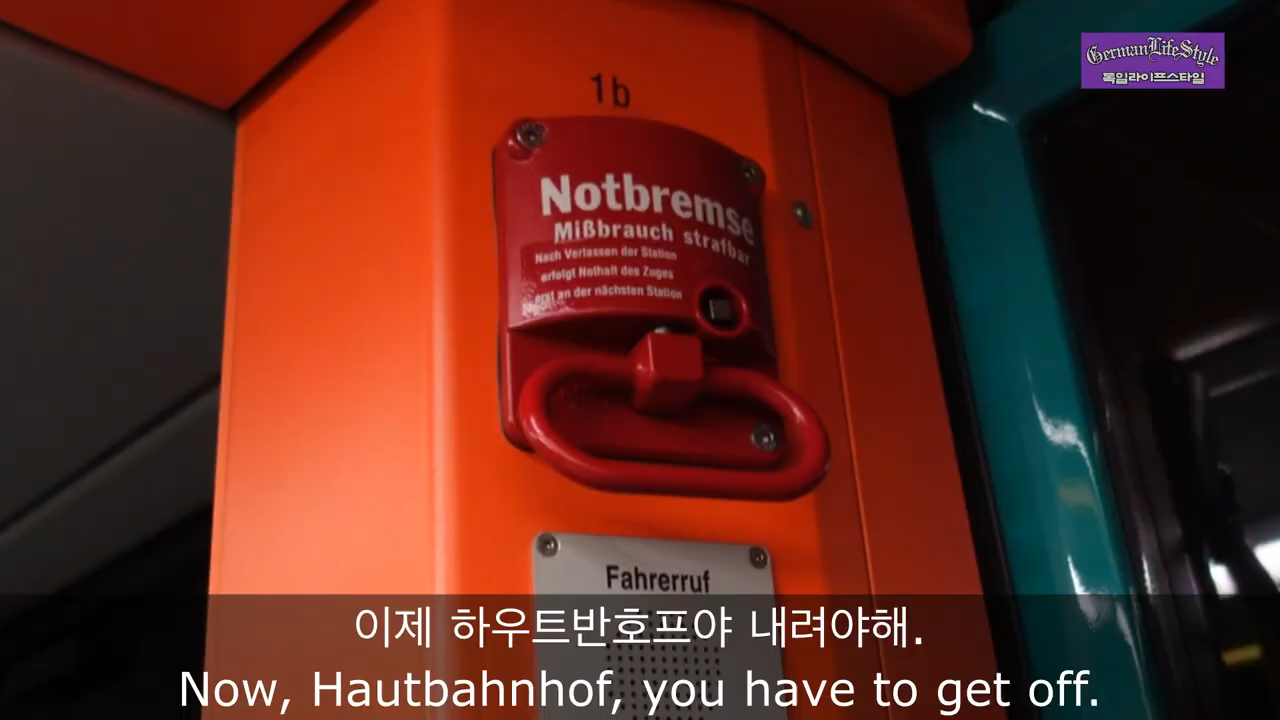 GermanLifeStyle
독일라이프스타일
1b
Notbremse
Mißbrauch strafbar
Nach Verlassen der Station
erfolgt Nothalt des Zuges
erst an der nächsten Station
Fahrerruf
이제 하우트반호프야 내려야해.
Now, Hautbahnhof, you have to get off.